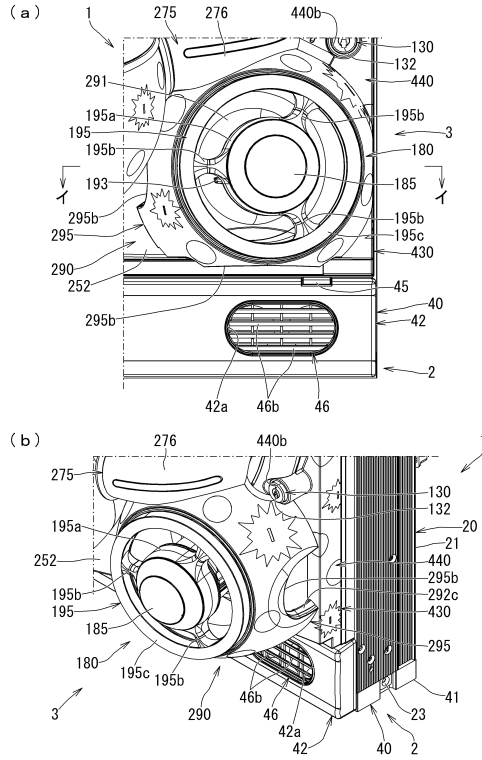 (a)
275 276 440b
1 130
132
291 440
195a 195b
195 3
195b 180
イ イ
193 185
295b 195b
295 195c
290 430
252 45
295b 40
42
42a 46b 46 2
(b)
276 440b 1
275 130
132
195a 20
252 440 21
195b 295b
195 292c
185 430
180 295
195c 195b 46b 46
3 290 42a 41
42 40 23 2